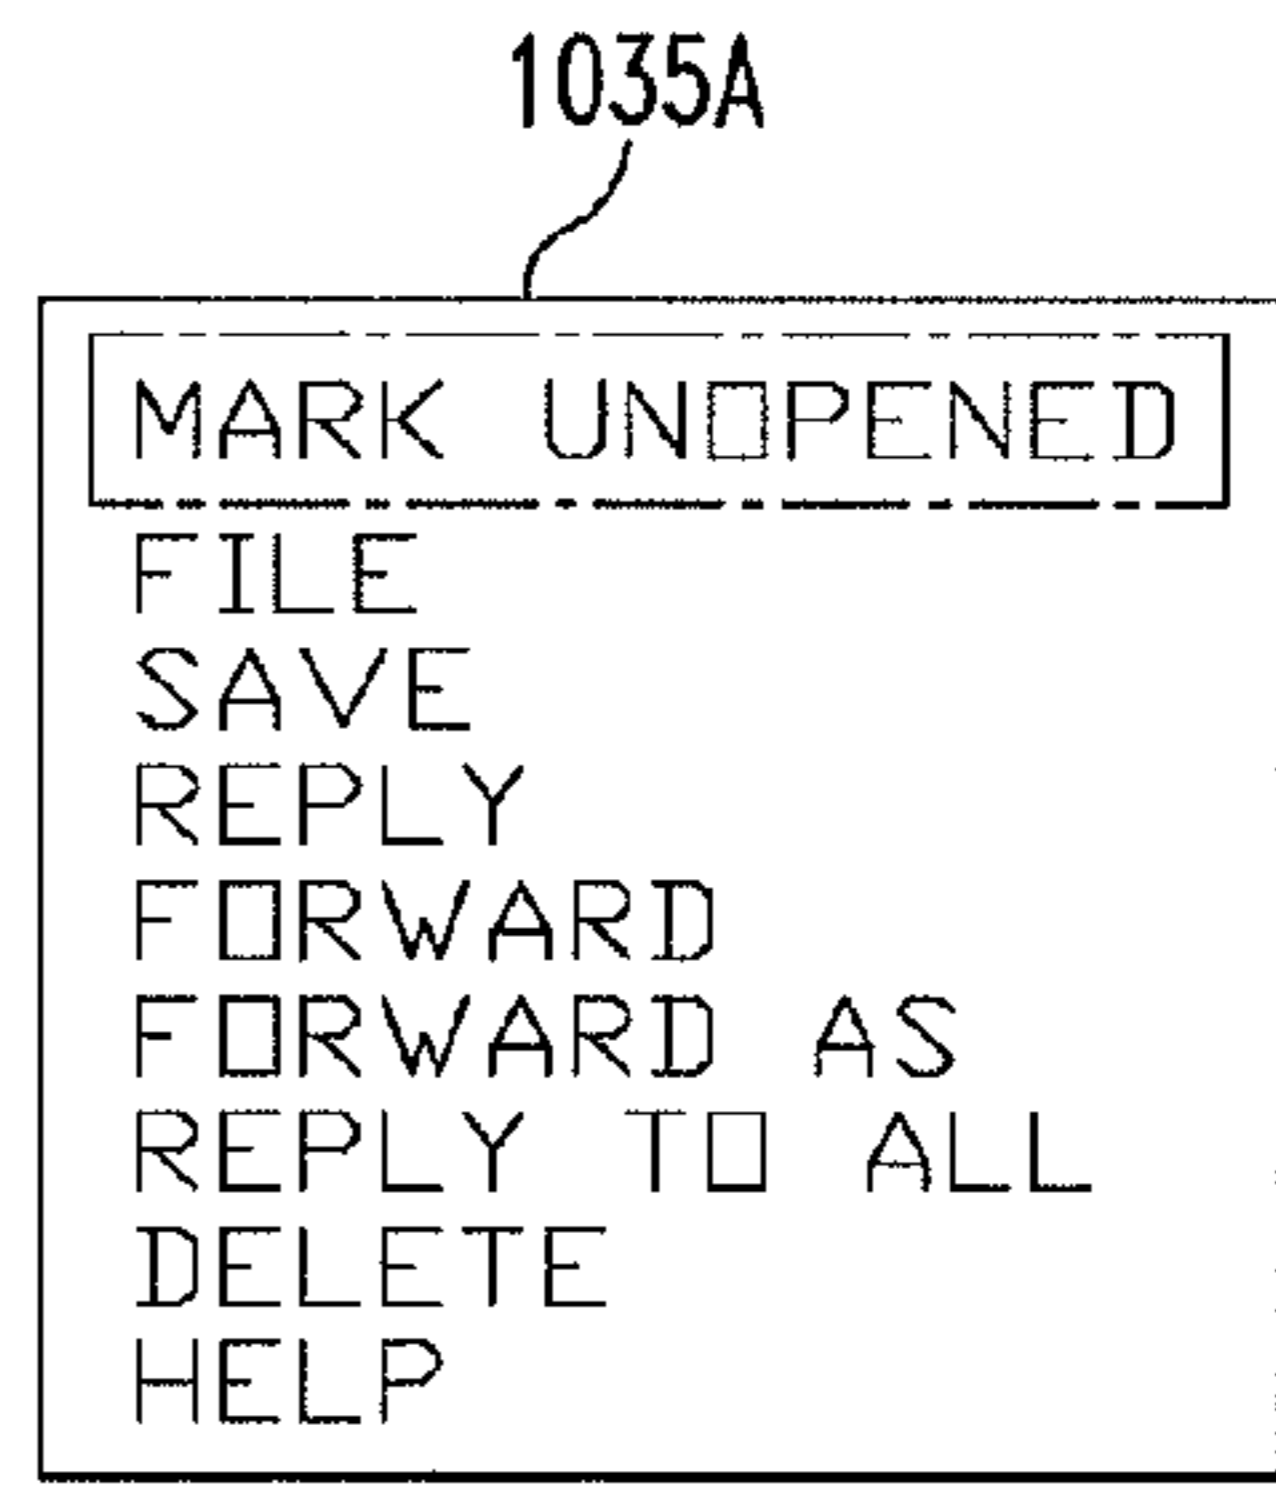 1035A
MARK UNOPENED
FILE
SAVE
REPLY
FORWARD
FORWARD AS
REPLY TO ALL
DELETE
HELP